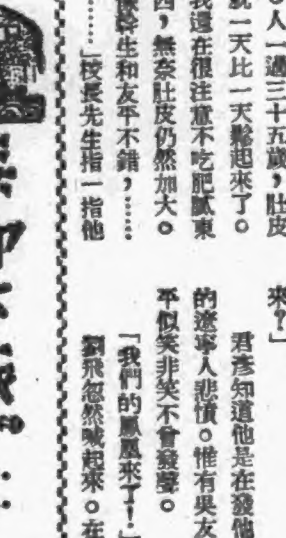 。人一過三十五歲，肚皮
就一天比一天鬆起來了。
我還在很注意不吃肥膩東
西，無奈肚皮仍然加大。
幹生和友平不錯，……
……」校長先生指一指他
來？」
君彥知道他是在發他
的遼寧人悲憤。惟有吳友
平似笑非笑不會發聲。
「我們的鳳凰來了！」
劉飛忽然喊起來。在